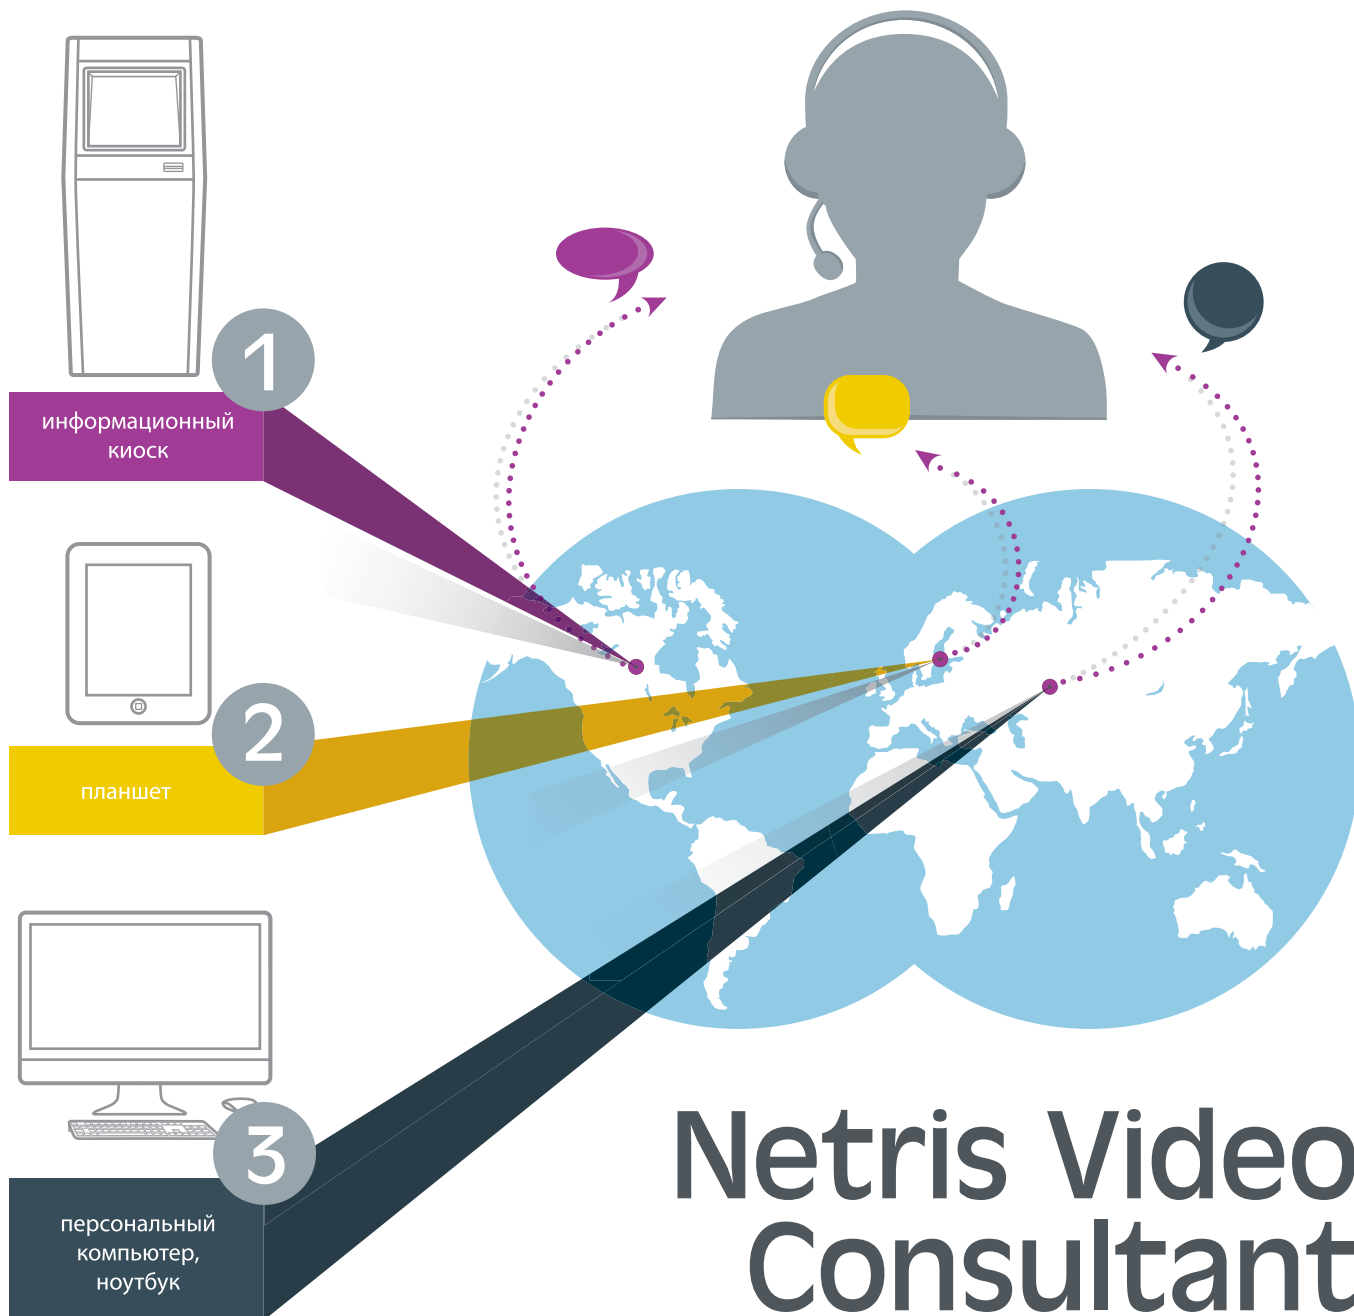 1
информационный
киоск
2
планшет
3
персональный
компьютер,
ноутбук
Netris Video
Consultant